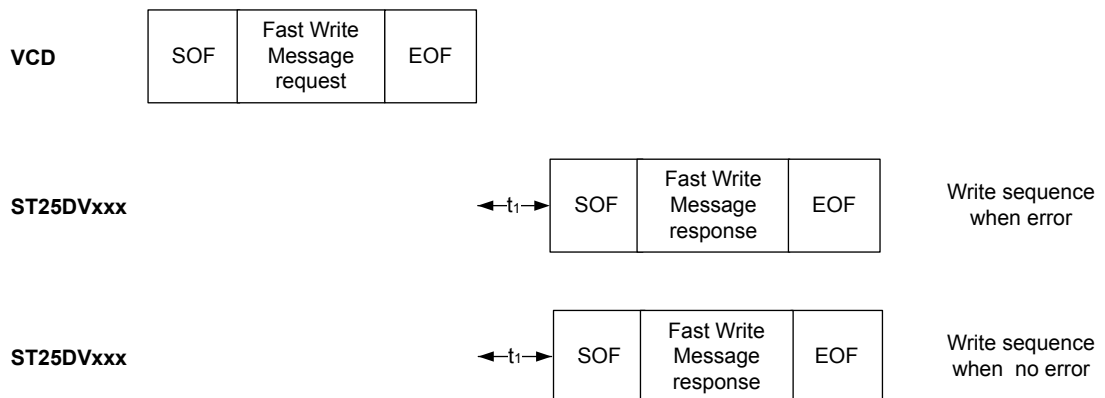 VCD
SOF
Fast Write
Message
request
EOF
ST25DVxxx
t1
SOF
Fast Write
Message
response
EOF
Write sequence
when error
ST25DVxxx
t1
SOF
Fast Write
Message
response
EOF
Write sequence
when no error